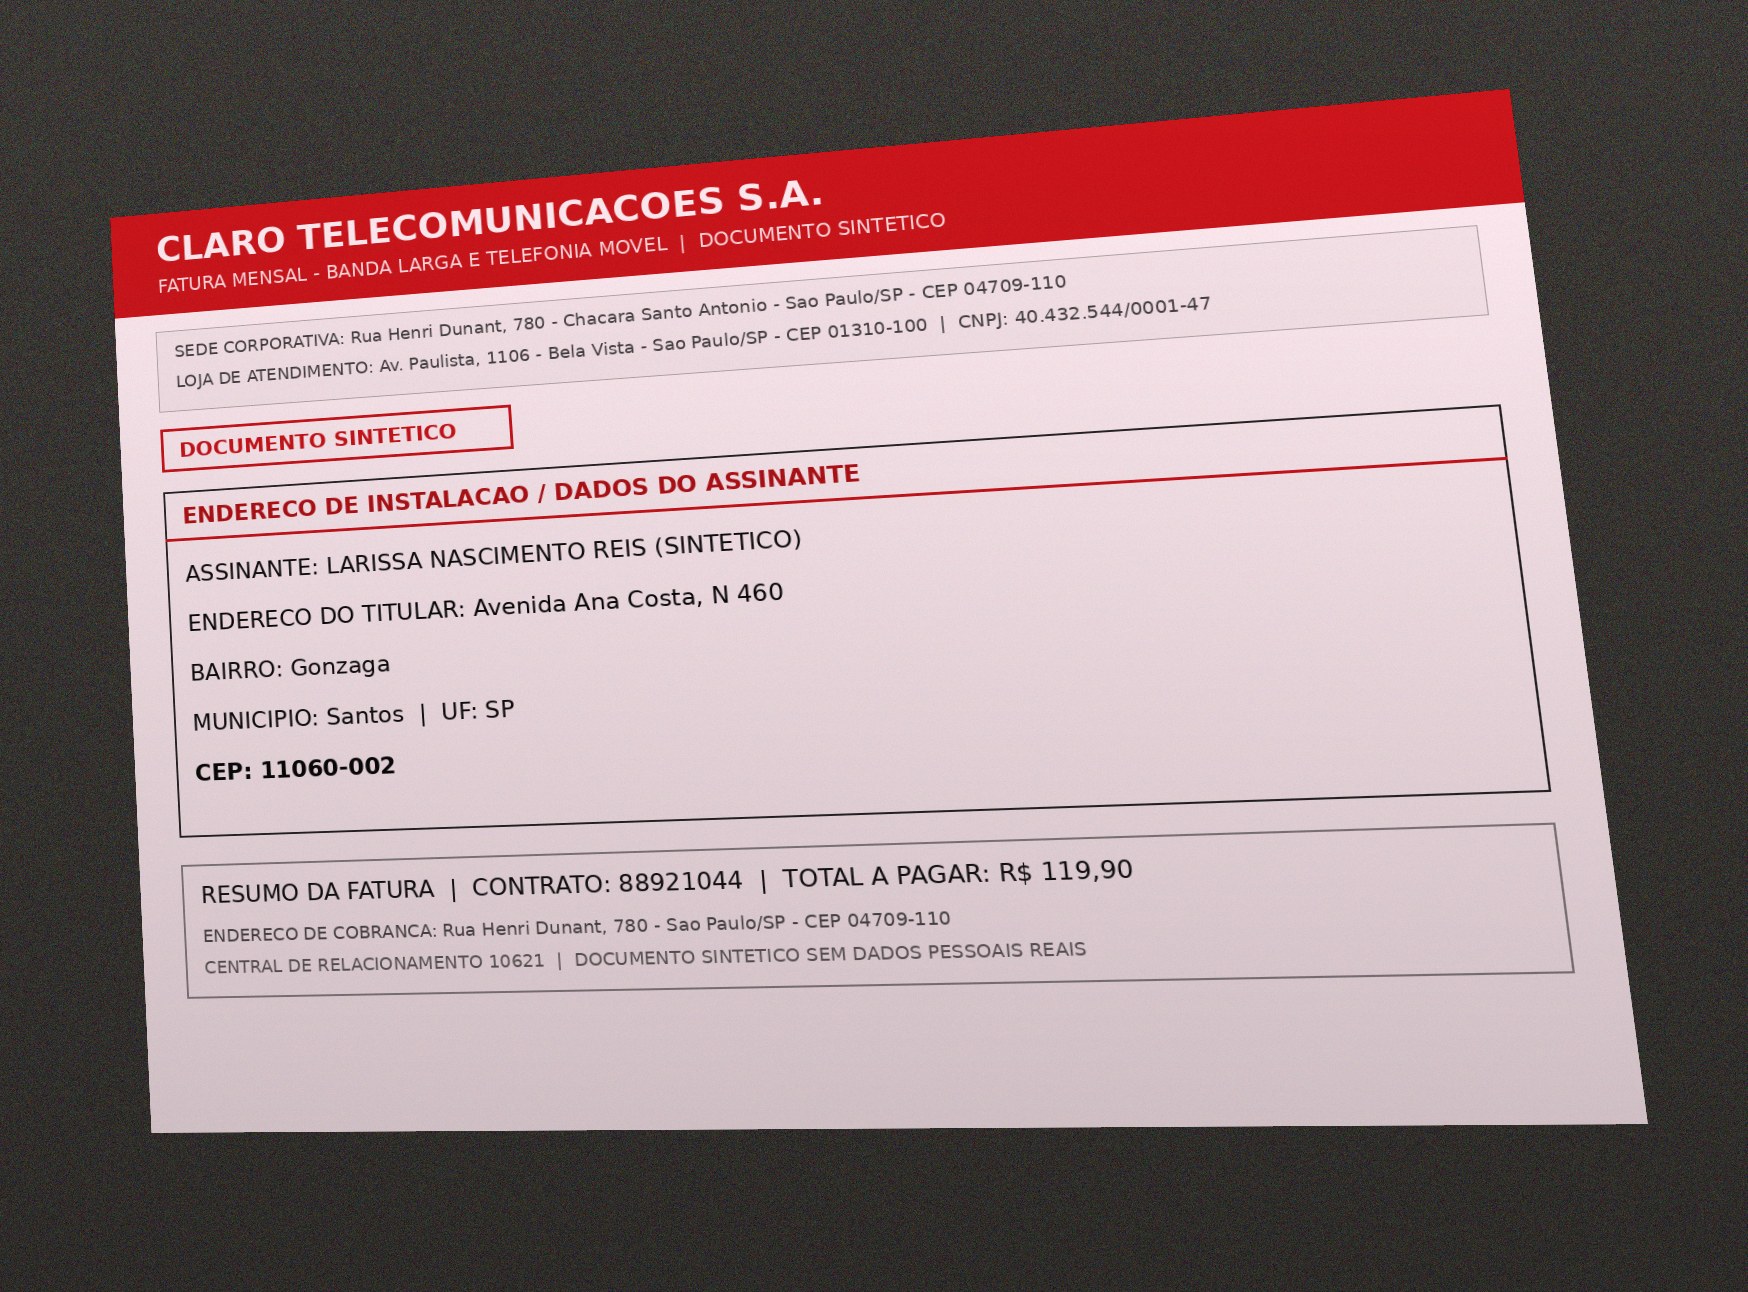 CLARO TELECOMUNICACOES S.A.
FATURA MENSAL - BANDA LARGA E TELEFONIA MOVEL | DOCUMENTO SINTETICO
SEDE CORPORATIVA: Rua Henri Dunant, 780 - Chacara Santo Antonio - Sao Paulo/SP - CEP 04709-110
LOJA DE ATENDIMENTO: Av. Paulista, 1106 - Bela Vista - Sao Paulo/SP - CEP 01310-100 | CNPJ: 40.432.544/0001-47
DOCUMENTO SINTETICO
ENDERECO DE INSTALACAO / DADOS DO ASSINANTE
ASSINANTE: LARISSA NASCIMENTO REIS (SINTETICO)
ENDERECO DO TITULAR: Avenida Ana Costa, N 460
BAIRRO: Gonzaga
MUNICIPIO: Santos | UF: SP
CEP: 11060-002
RESUMO DA FATURA | CONTRATO: 88921044 | TOTAL A PAGAR: R$ 119,90
ENDERECO DE COBRANCA: Rua Henri Dunant, 780 - Sao Paulo/SP - CEP 04709-110
CENTRAL DE RELACIONAMENTO 10621 | DOCUMENTO SINTETICO SEM DADOS PESSOAIS REAIS